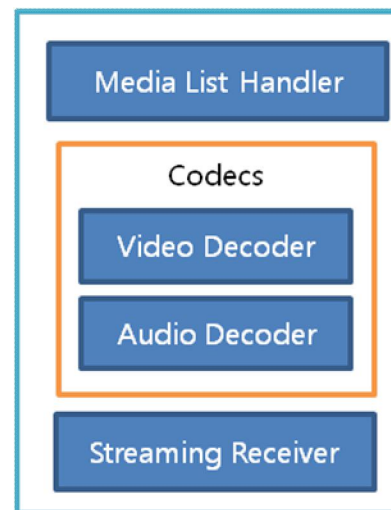 Media List Handler
Codecs
Video Decoder
Audio Decoder
Streaming Receiver